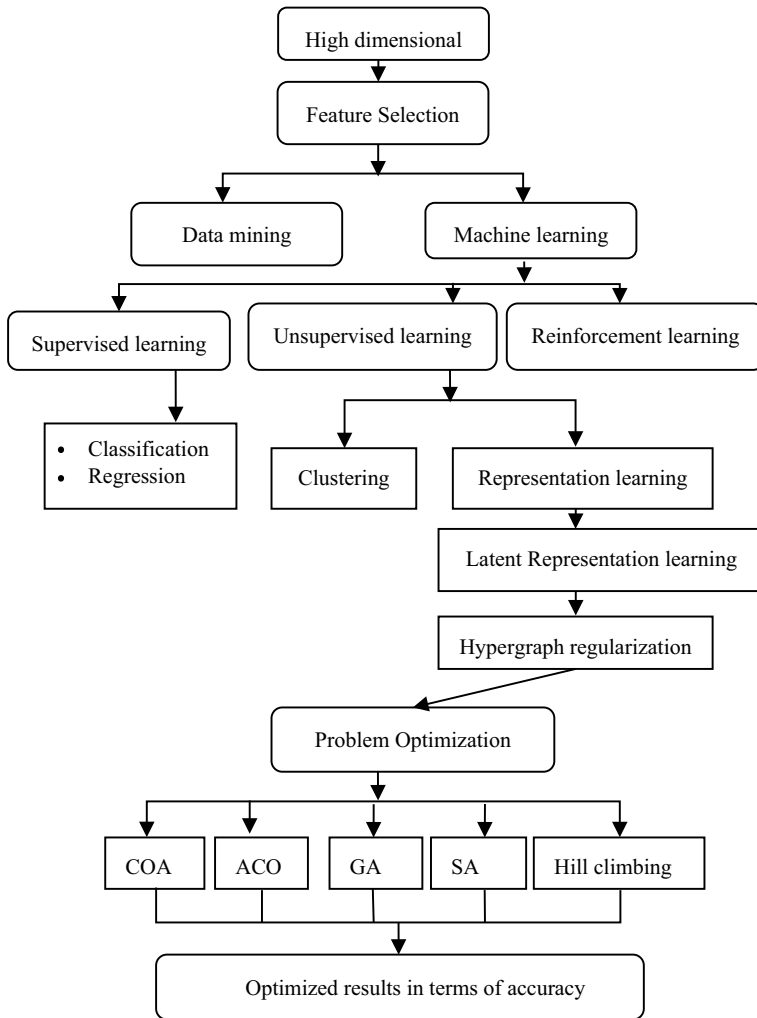 High dimensional
Feature Selection
Data mining
Machine learning
Supervised learning
Unsupervised learning
Reinforcement learning
• Classification
• Regression
Clustering
Representation learning
Latent Representation learning
Hypergraph regularization
Problem Optimization
COA
ACO
GA
SA
Hill climbing
Optimized results in terms of accuracy